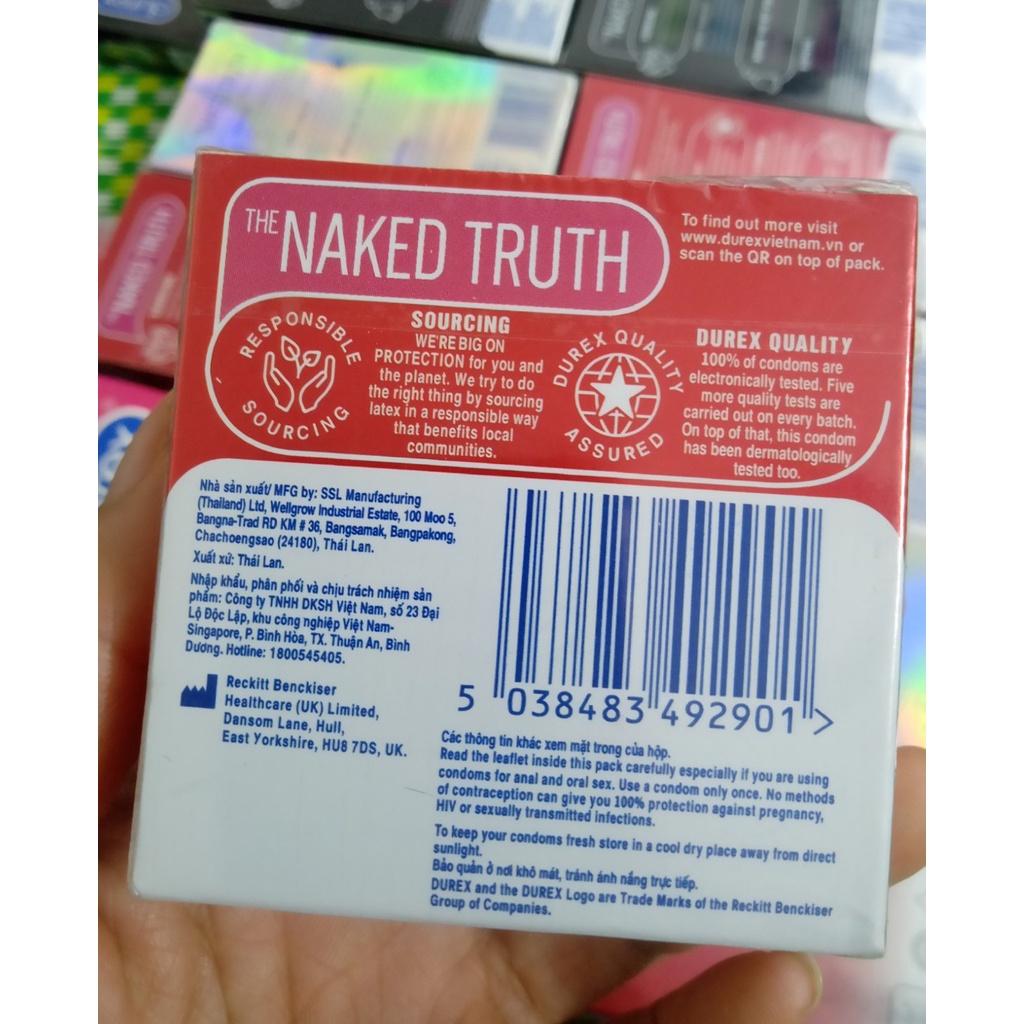 THE NAKED TRUTH
To find out more visit
www.durexvietnam.vn or
scan the QR on top of pack.
RESPONSIBLE
SOURCING
SOURCING
WE'RE BIG ON
PROTECTION for you and
the planet. We try to do
the right thing by sourcing
latex in a responsible way
that benefits local
communities.
DUREX QUALITY
ASSURED
DUREX QUALITY
100% of condoms are
electronically tested. Five
more quality tests are
carried out on every batch.
On top of that, this condom
has been dermatologically
tested too.
Nhà sản xuất/ MFG by: SSL Manufacturing
(Thailand) Ltd, Wellgrow Industrial Estate, 100 Moo 5,
Bangna-Trad RD KM # 36, Bangsamak, Bangpakong,
Chachoengsao (24180), Thái Lan.
Xuất xứ: Thái Lan.
Nhập khẩu, phân phối và chịu trách nhiệm sản
phẩm: Công ty TNHH DKSH Việt Nam, số 23 Đại
Lộ Độc Lập, khu công nghiệp Việt Nam-
Singapore, P. Bình Hòa, TX. Thuận An, Bình
Dương. Hotline: 1800545405.
Reckitt Benckiser
Healthcare (UK) Limited,
Dansom Lane, Hull,
East Yorkshire, HU8 7DS, UK.
5 038483 492901 >
Các thông tin khác xem mặt trong của hộp.
Read the leaflet inside this pack carefully especially if you are using
condoms for anal and oral sex. Use a condom only once. No methods
of contraception can give you 100% protection against pregnancy,
HIV or sexually transmitted infections.
To keep your condoms fresh store in a cool dry place away from direct
sunlight.
Bảo quản ở nơi khô mát, tránh ánh nắng trực tiếp.
DUREX and the DUREX Logo are Trade Marks of the Reckitt Benckiser
Group of Companies.
NAKED TRUTH
NAKED TRUTH
NAKED